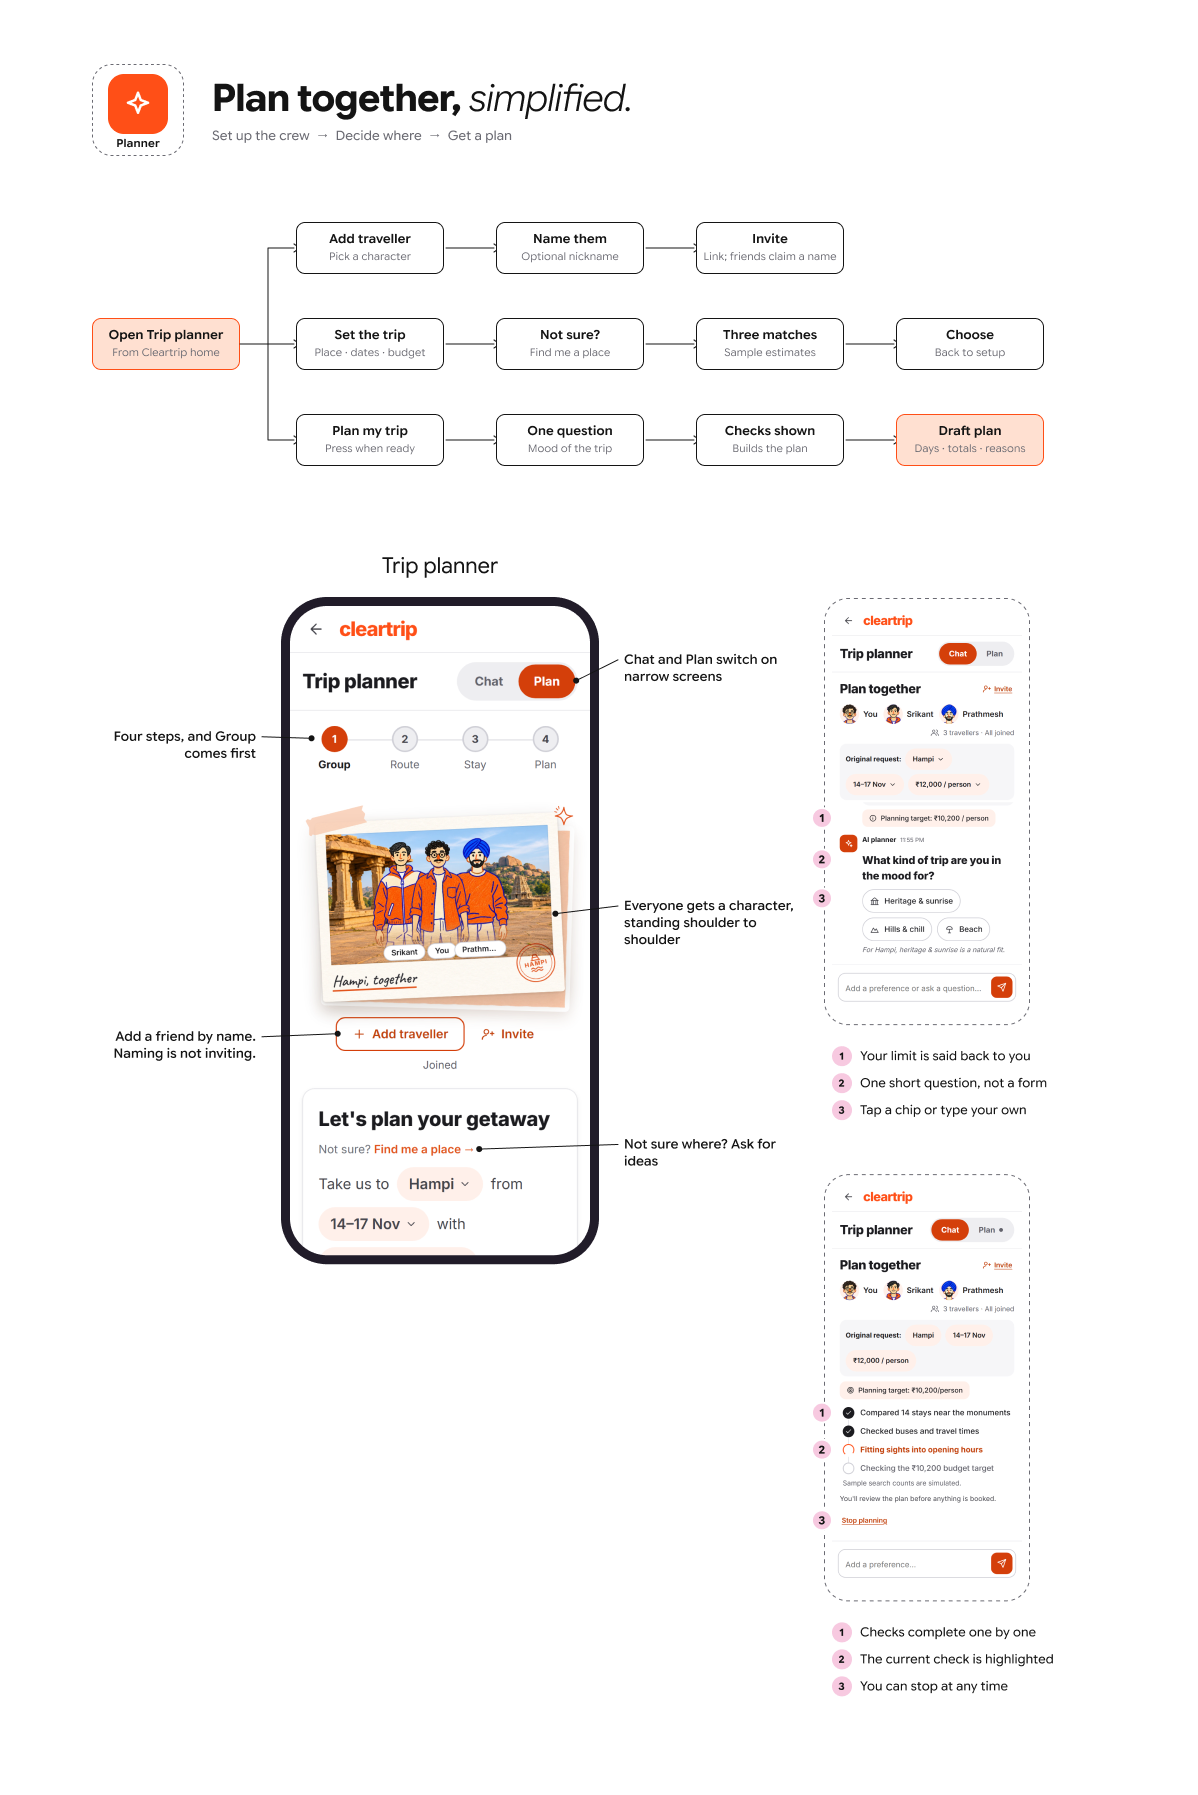 Planner
Plan together, simplified.
Set up the crew → Decide where → Get a plan
Add traveller
Pick a character
Name them
Optional nickname
Invite
Link; friends claim a name
Open Trip planner
From Cleartrip home
Set the trip
Place · dates · budget
Not sure?
Find me a place
Three matches
Sample estimates
Choose
Back to setup
Plan my trip
Press when ready
One question
Mood of the trip
Checks shown
Builds the plan
Draft plan
Days · totals · reasons
Trip planner
← cleartrip
Trip planner
Chat Plan
1 2 3 4
Group Route Stay Plan
Srikant You Prathm...
HAMPI
Hampi, together
+ Add traveller
Invite
Joined
Let's plan your getaway
Not sure? Find me a place →
Take us to Hampi from
14–17 Nov with
Four steps, and Group
comes first
Add a friend by name.
Naming is not inviting.
Chat and Plan switch on
narrow screens
Everyone gets a character,
standing shoulder to
shoulder
Not sure where? Ask for
ideas
← cleartrip
Trip planner
Chat Plan
Plan together
Invite
You Srikant Prathmesh
3 travellers · All joined
Original request: Hampi
14–17 Nov ₹12,000 / person
1
Planning target: ₹10,200 / person
AI planner 11:55 PM
2
What kind of trip are you in
the mood for?
3
Heritage & sunrise
Hills & chill Beach
For Hampi, heritage & sunrise is a natural fit.
Add a preference or ask a question...
1 Your limit is said back to you
2 One short question, not a form
3 Tap a chip or type your own
← cleartrip
Trip planner
Chat Plan
Plan together
Invite
You Srikant Prathmesh
3 travellers · All joined
Original request: Hampi 14–17 Nov
₹12,000 / person
Planning target: ₹10,200/person
1
Compared 14 stays near the monuments
Checked buses and travel times
2
Fitting sights into opening hours
Checking the ₹10,200 budget target
Sample search counts are simulated.
You'll review the plan before anything is booked.
3
Stop planning
Add a preference...
1 Checks complete one by one
2 The current check is highlighted
3 You can stop at any time